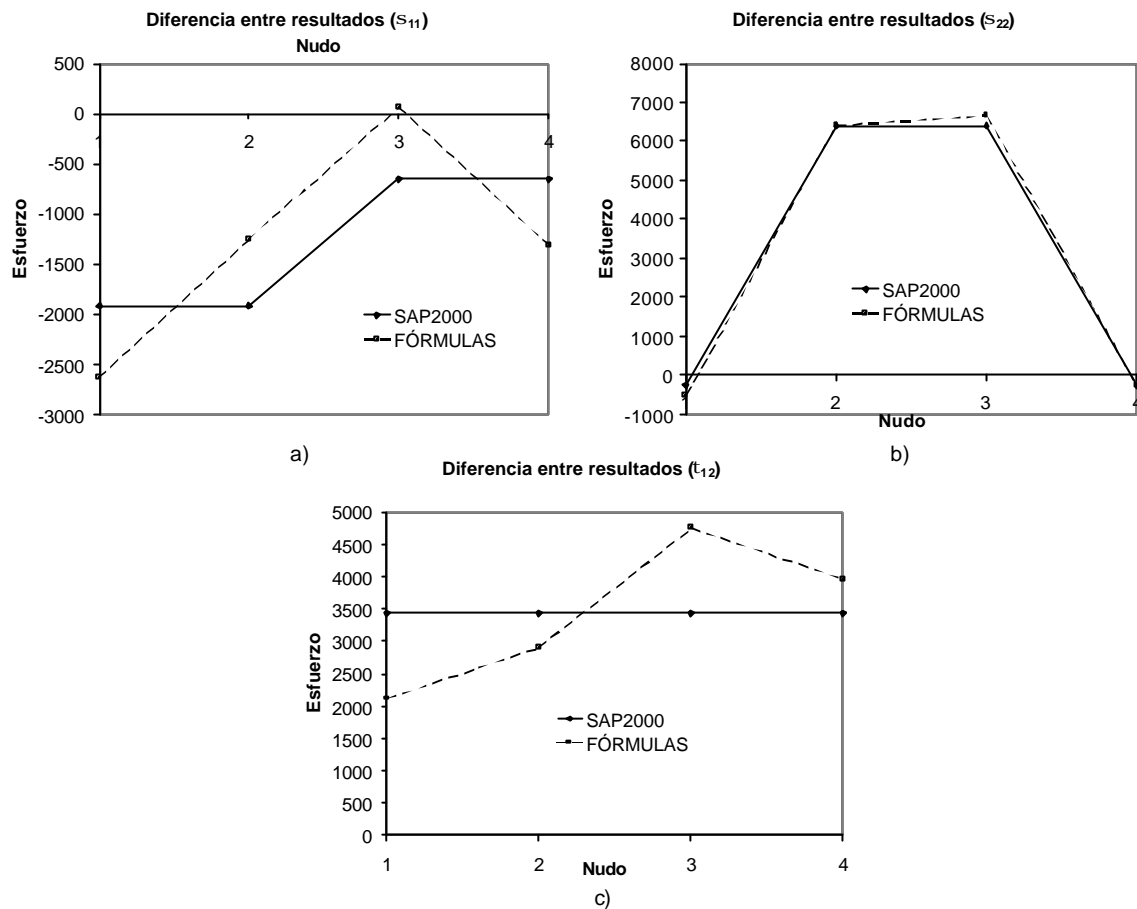 Diferencia entre resultados (s11)
Nudo
500
0
-500
-1000
-1500
-2000
-2500
-3000
2
3
4
Esfuerzo
SAP2000
FÓRMULAS
a)
Diferencia entre resultados (s22)
8000
7000
6000
5000
4000
3000
2000
1000
0
-1000
2
3
4
Esfuerzo
SAP2000
FÓRMULAS
Nudo
b)
Diferencia entre resultados (t12)
5000
4500
4000
3500
3000
2500
2000
1500
1000
500
0
1
2
3
4
Esfuerzo
SAP2000
FÓRMULAS
Nudo
c)